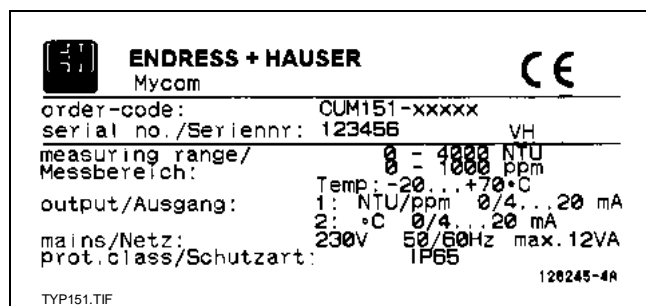 EH
ENDRESS + HAUSER
Mycom
CE
order-code: CUM151-xxxxx
serial no./Seriennr: 123456 VH
measuring range/ 0 - 4000 NTU
Messbereich: 0 - 1000 ppm
Temp:-20...+70°C
output/Ausgang: 1: NTU/ppm 0/4...20 mA
2: °C 0/4...20 mA
mains/Netz: 230V 50/60Hz max.12VA
prot.class/Schutzart: IP65
126245-4A
TYP151.TIF